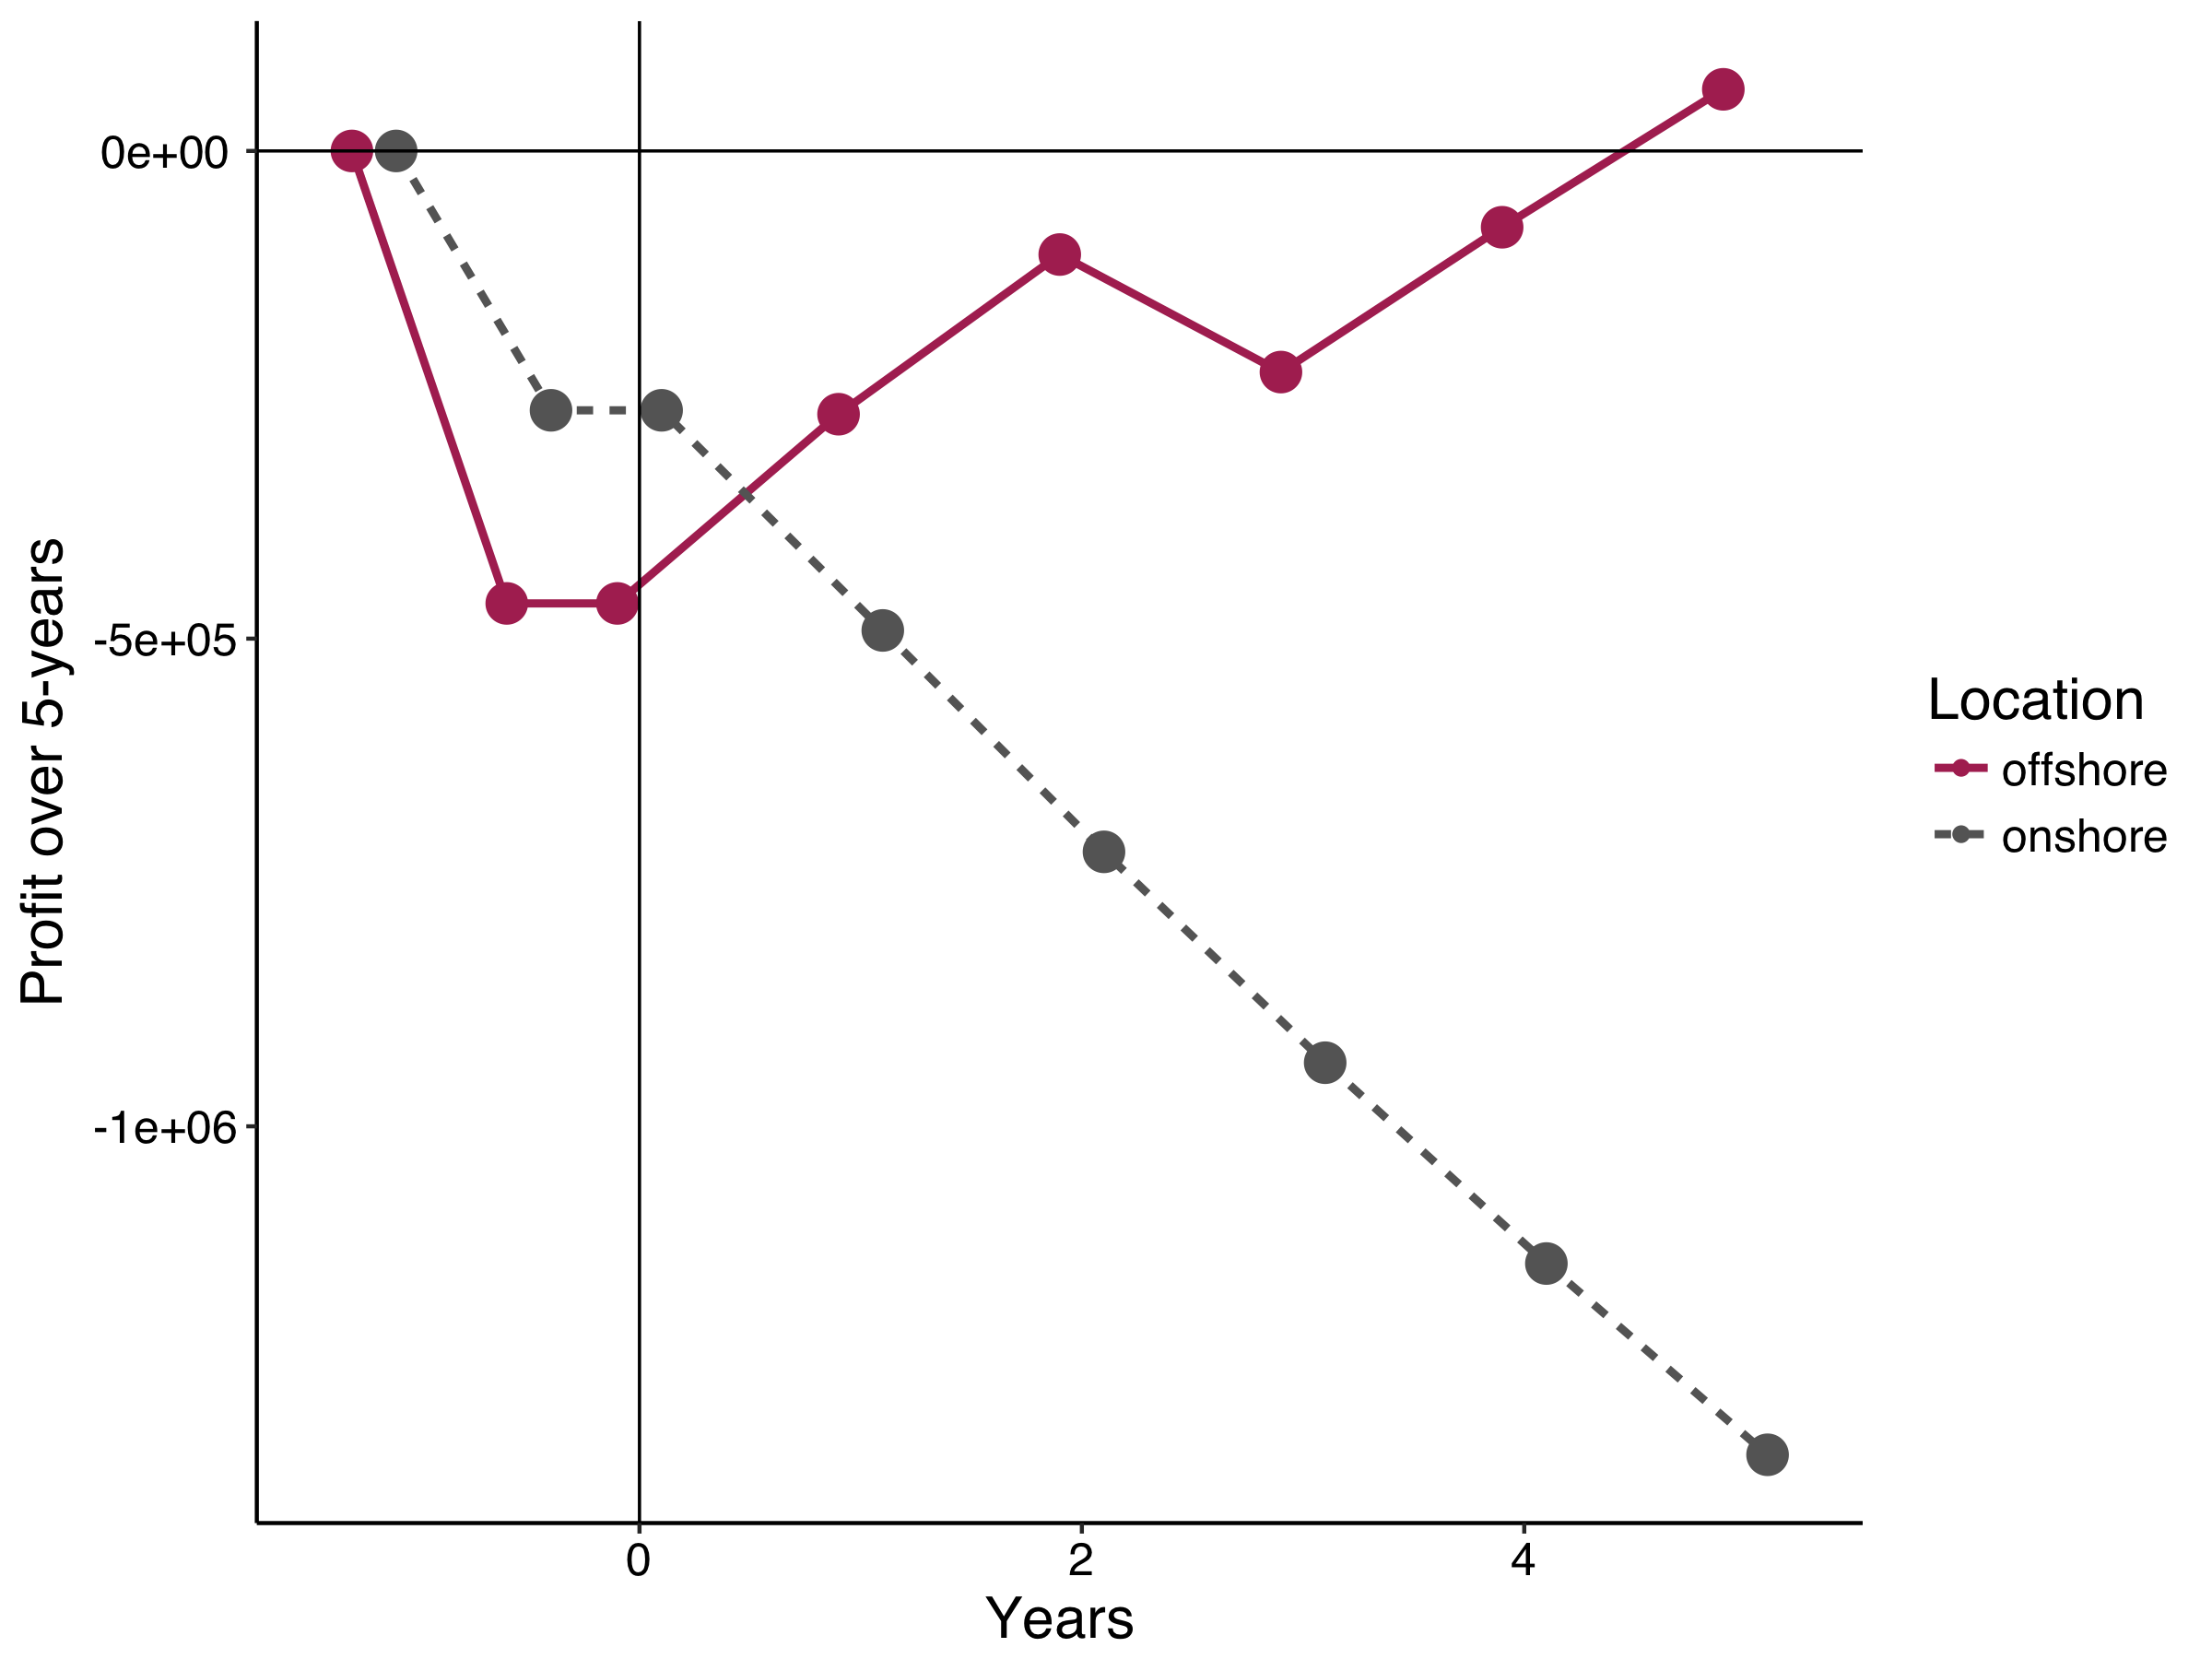 Profit over 5-years
0e+00
-5e+05
-1e+06
0
2
4
Years
Location
offshore
onshore